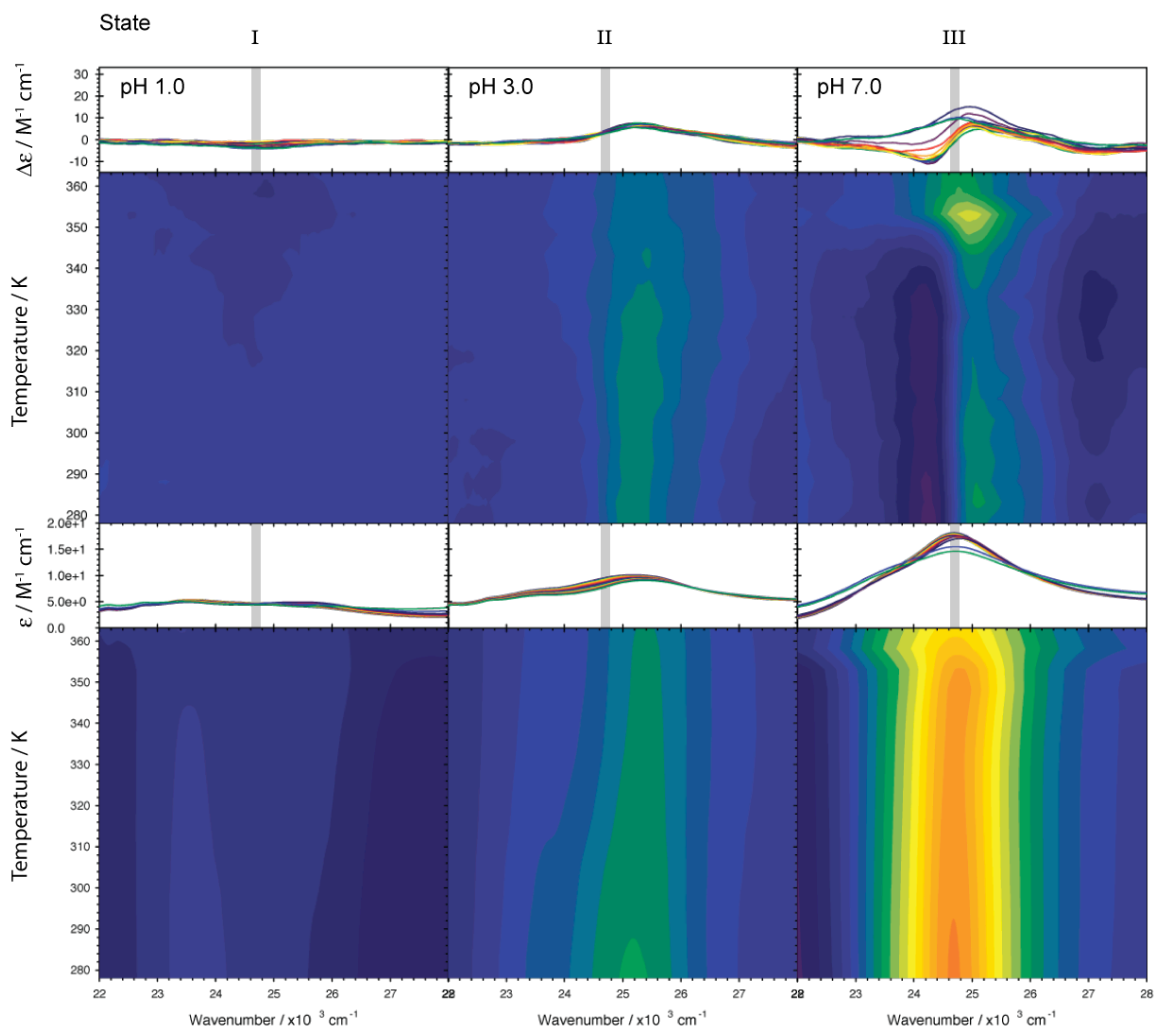 State
I II III
pH 1.0 pH 3.0 pH 7.0
Δε / M⁻¹ cm⁻¹
30
20
10
0
-10
Temperature / K
360
350
340
330
320
310
300
290
280
ε / M⁻¹ cm⁻¹
2.0e+1
1.5e+1
1.0e+1
5.0e+0
0.0
Temperature / K
360
350
340
330
320
310
300
290
280
22 23 24 25 26 27 23 24 25 26 27 23 24 25 26 27 28
Wavenumber / x10 ³ cm⁻¹ Wavenumber / x10 ³ cm⁻¹ Wavenumber / x10 ³ cm⁻¹